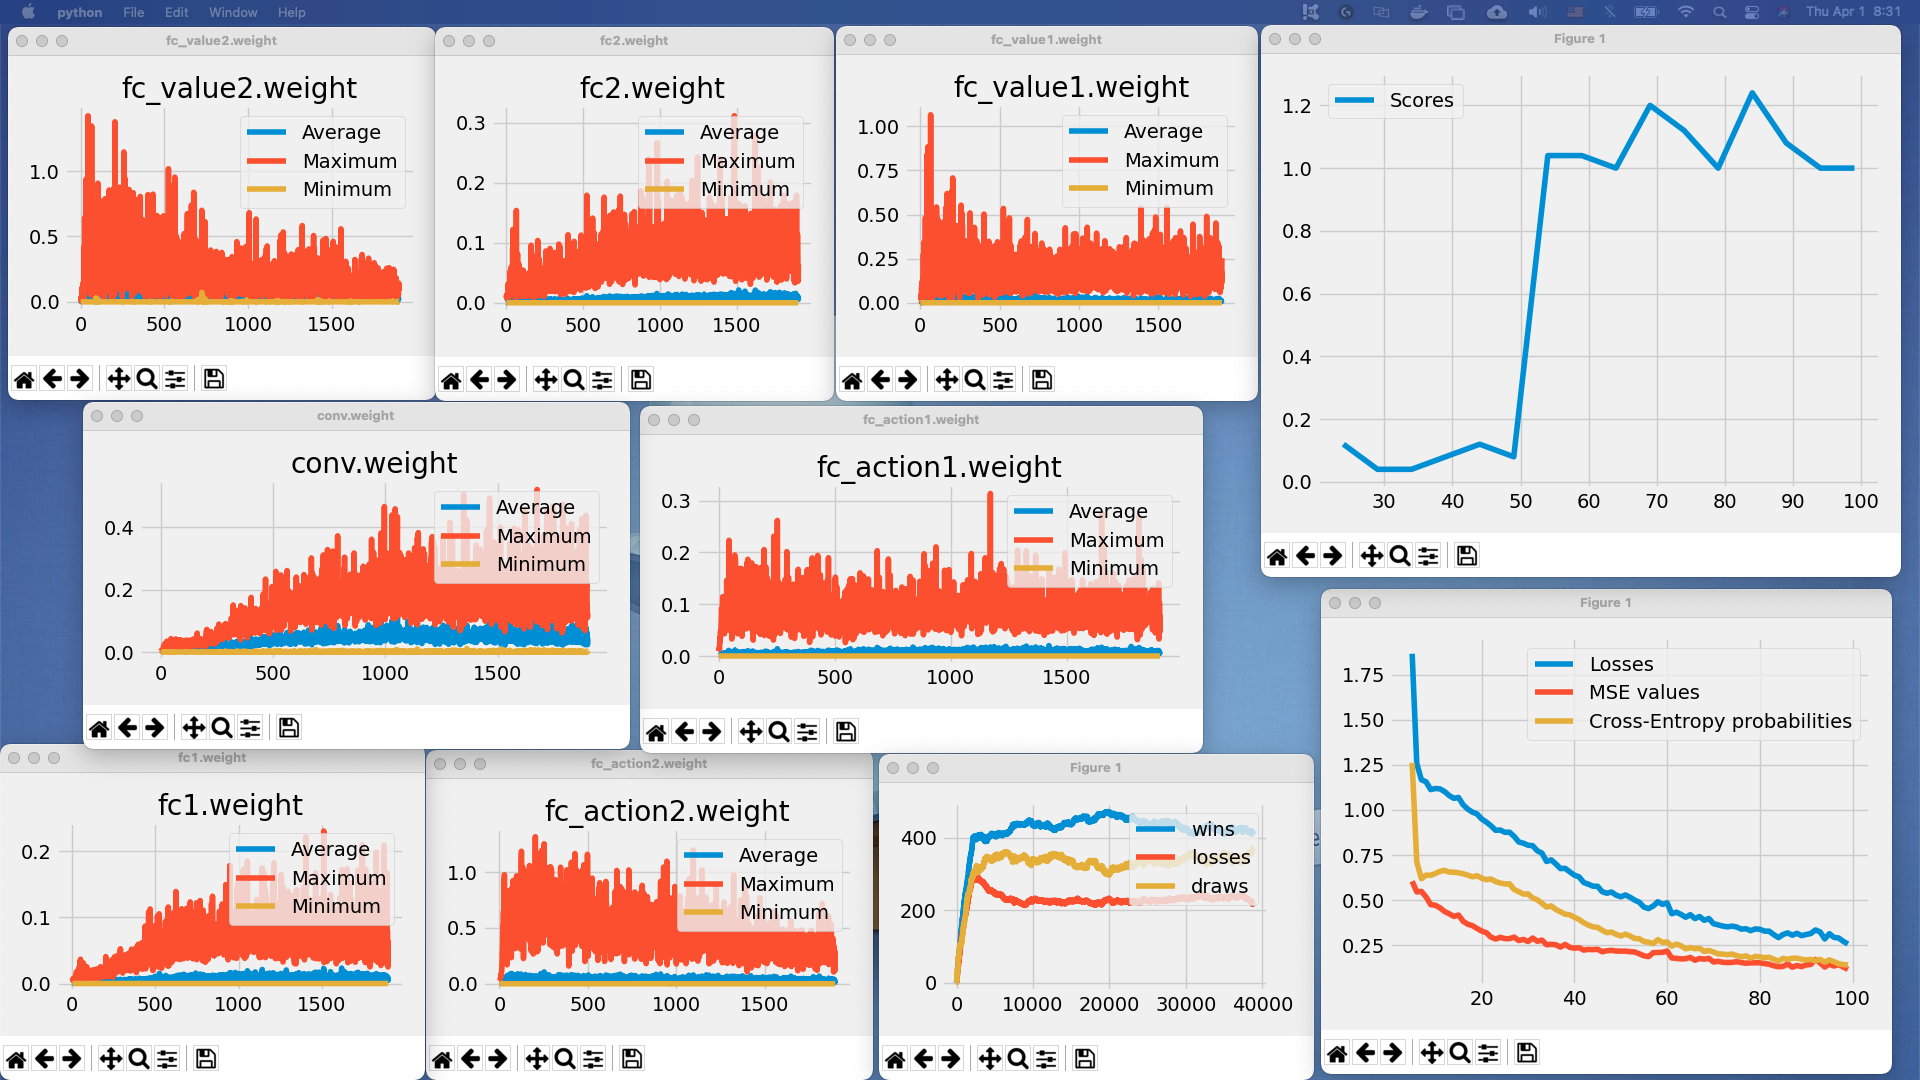 python File Edit Window Help Thu Apr 1 8:31
fc_value2.weight
fc_value2.weight
Average
Maximum
Minimum
1.0
0.5
0.0
0 500 1000 1500
fc2.weight
fc2.weight
Average
Maximum
Minimum
0.3
0.2
0.1
0.0
0 500 1000 1500
fc_value1.weight
fc_value1.weight
Average
Maximum
Minimum
1.00
0.75
0.50
0.25
0.00
0 500 1000 1500
Figure 1
Scores
1.2
1.0
0.8
0.6
0.4
0.2
0.0
30 40 50 60 70 80 90 100
conv.weight
conv.weight
Average
Maximum
Minimum
0.4
0.2
0.0
0 500 1000 1500
fc_action1.weight
fc_action1.weight
Average
Maximum
Minimum
0.3
0.2
0.1
0.0
0 500 1000 1500
Figure 1
Losses
MSE values
Cross-Entropy probabilities
1.75
1.50
1.25
1.00
0.75
0.50
0.25
20 40 60 80 100
fc1.weight
fc1.weight
Average
Maximum
Minimum
0.2
0.1
0.0
0 500 1000 1500
fc_action2.weight
fc_action2.weight
Average
Maximum
Minimum
1.0
0.5
0.0
0 500 1000 1500
Figure 1
wins
losses
draws
400
200
0
0 10000 20000 30000 40000